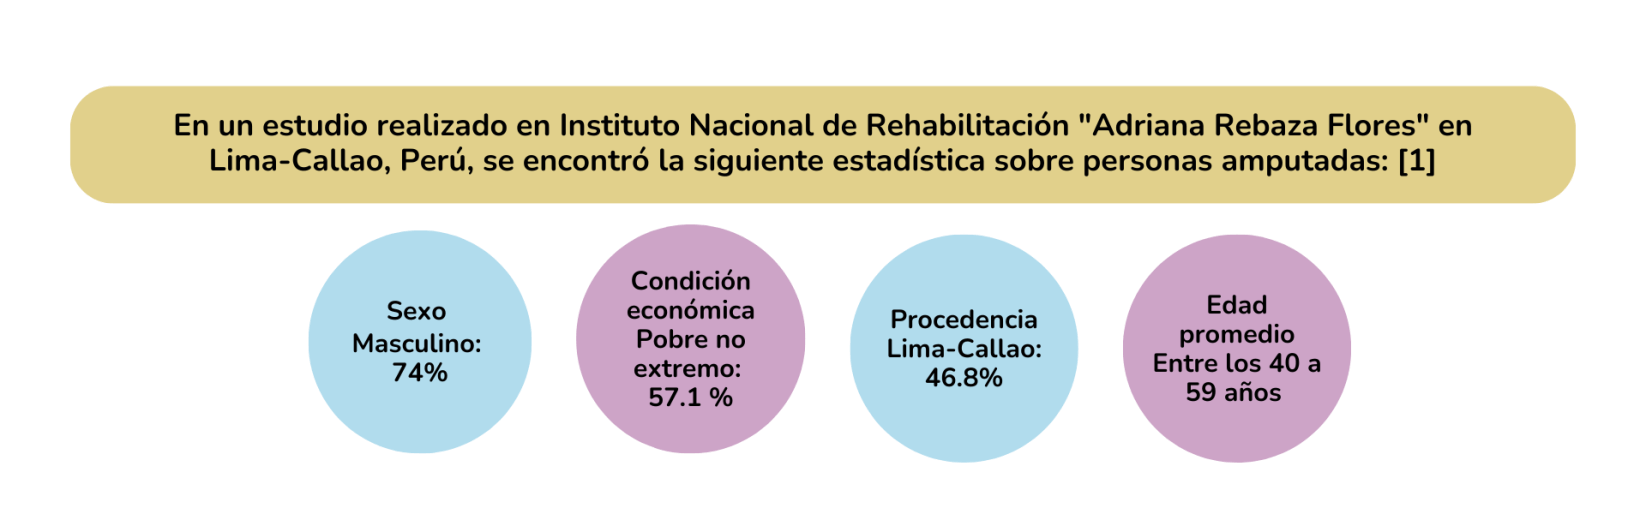 En un estudio realizado en Instituto Nacional de Rehabilitación "Adriana Rebaza Flores" en
Lima-Callao, Perú, se encontró la siguiente estadística sobre personas amputadas: [1]
Sexo
Masculino:
74%
Condición
económica
Pobre no
extremo:
57.1 %
Procedencia
Lima-Callao:
46.8%
Edad
promedio
Entre los 40 a
59 años